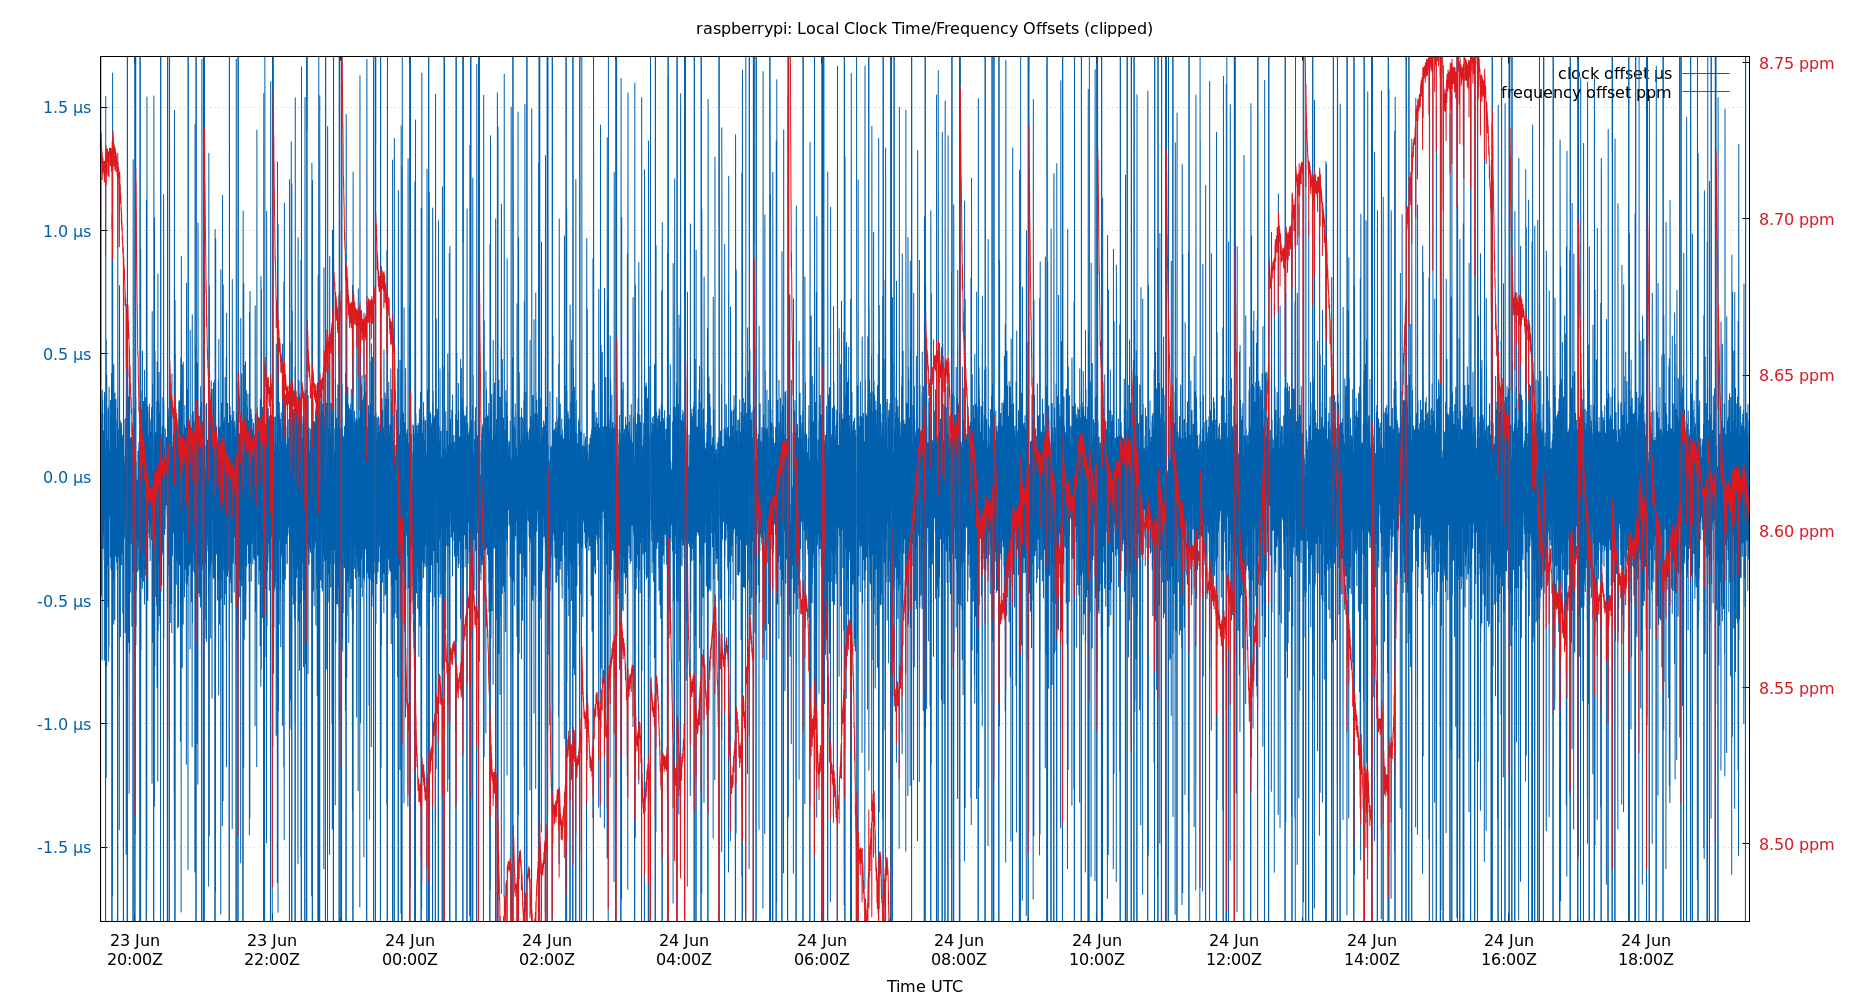 raspberrypi: Local Clock Time/Frequency Offsets (clipped)
clock offset µs
frequency offset ppm
1.5 µs
1.0 µs
0.5 µs
0.0 µs
-0.5 µs
-1.0 µs
-1.5 µs
8.75 ppm
8.70 ppm
8.65 ppm
8.60 ppm
8.55 ppm
8.50 ppm
23 Jun 23 Jun 24 Jun 24 Jun 24 Jun 24 Jun 24 Jun 24 Jun 24 Jun 24 Jun 24 Jun 24 Jun
20:00Z 22:00Z 00:00Z 02:00Z 04:00Z 06:00Z 08:00Z 10:00Z 12:00Z 14:00Z 16:00Z 18:00Z
Time UTC